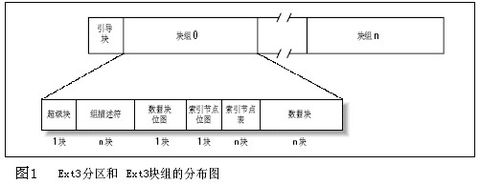 引导块
块组0
块组n
超级块
组描述符
数据块位图
索引节点位图
索引节点表
数据块
1块
n块
1块
1块
n块
n块
图1 Ext3分区和 Ext3块组的分布图